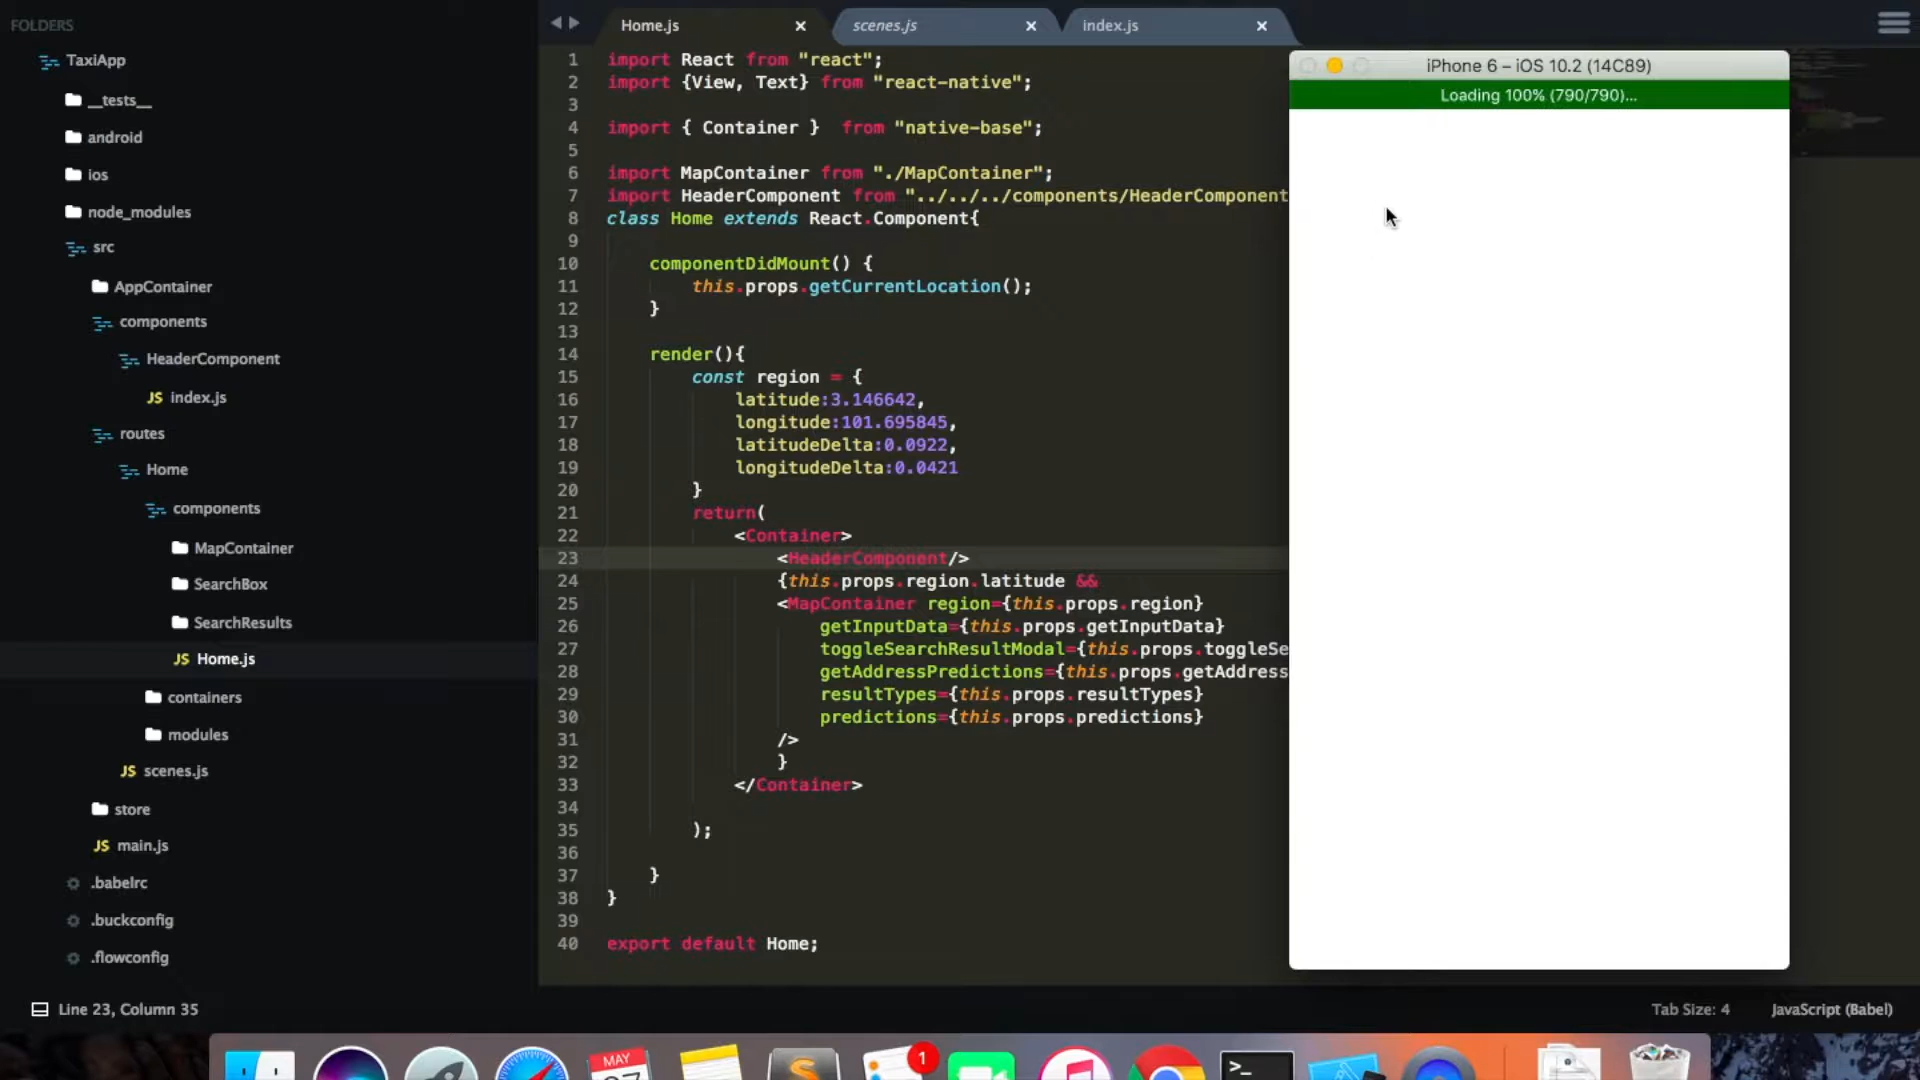 FOLDERS
TaxiApp
__tests__
android
ios
node_modules
src
AppContainer
components
HeaderComponent
JS index.js
routes
Home
components
MapContainer
SearchBox
SearchResults
JS Home.js
containers
modules
JS scenes.js
store
JS main.js
.babelrc
.buckconfig
.flowconfig
Home.js
scenes.js
index.js
1 import React from "react";
2 import {View, Text} from "react-native";
3
4 import { Container }  from "native-base";
5
6 import MapContainer from "./MapContainer";
7 import HeaderComponent from "../../../components/HeaderComponent
8 class Home extends React.Component{
9
10 componentDidMount() {
11 this.props.getCurrentLocation();
12 }
13
14 render(){
15 const region = {
16 latitude:3.146642,
17 longitude:101.695845,
18 latitudeDelta:0.0922,
19 longitudeDelta:0.0421
20 }
21 return(
22 <Container>
23 <HeaderComponent/>
24 {this.props.region.latitude &&
25 <MapContainer region={this.props.region}
26 getInputData={this.props.getInputData}
27 toggleSearchResultModal={this.props.toggleSe
28 getAddressPredictions={this.props.getAddress
29 resultTypes={this.props.resultTypes}
30 predictions={this.props.predictions}
31 />
32 }
33 </Container>
34
35 );
36
37 }
38 }
39
40 export default Home;
iPhone 6 – iOS 10.2 (14C89)
Loading 100% (790/790)...
Line 23, Column 35
Tab Size: 4
JavaScript (Babel)
MAY
1
>_